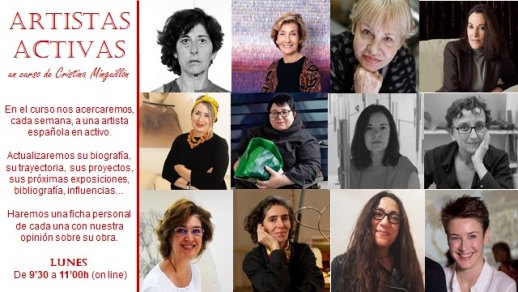 ARTISTAS
ACTIVAS
un curso de Cristina Minguillón
En el curso nos acercaremos,
cada semana, a una artista
española en activo.
Actualizaremos su biografía,
su trayectoria, sus proyectos,
sus próximas exposiciones,
bibliografía, influencias...
Haremos una ficha personal
de cada una con nuestra
opinión sobre su obra.
LUNES
De 9'30 a 11'00h (on line)